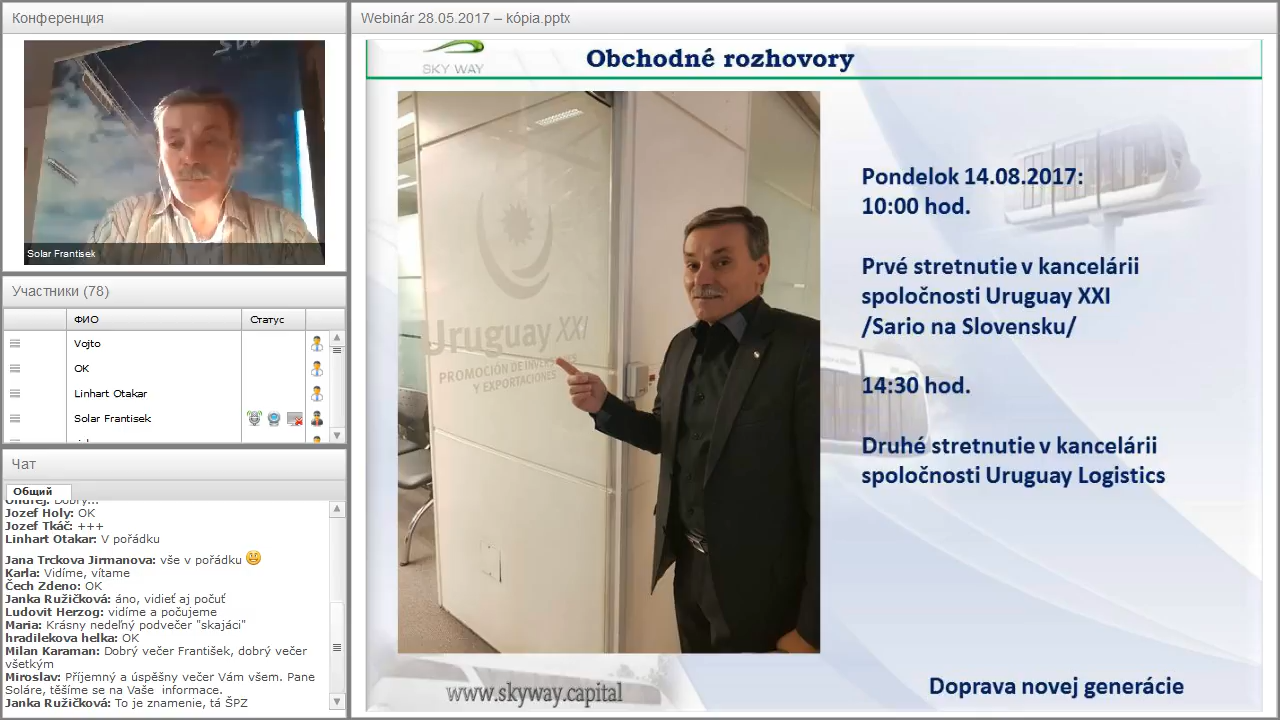 Конференция
Solar Frantisek
Участники (78)
ФИО
Статус
Vojto
OK
Linhart Otakar
Solar Frantisek
Чат
Общий
Ondrej: Dobrý...
Jozef Holy: OK
Jozef Tkáč: +++
Linhart Otakar: V pořádku
Jana Trckova Jirmanova: vše v pořádku
Karla: Vidíme, vítame
Čech Zdeno: OK
Janka Ružičková: áno, vidieť aj počuť
Ludovit Herzog: vidíme a počujeme
Maria: Krásny nedeľný podvečer "skajáci"
hradilekova helka: OK
Milan Karaman: Dobrý večer František, dobrý večer
všetkým
Miroslav: Příjemný a úspěšny večer Vám všem. Pane
Soláre, těšíme se na Vaše informace.
Janka Ružičková: To je znamenie, tá ŠPZ
Webinár 28.05.2017 – kópia.pptx
SKY WAY
Obchodné rozhovory
Uruguay XXI
PROMOCIÓN DE INVERSIONES
Y EXPORTACIONES
Pondelok 14.08.2017:
10:00 hod.
Prvé stretnutie v kancelárii
spoločnosti Uruguay XXI
/Sario na Slovensku/
14:30 hod.
Druhé stretnutie v kancelárii
spoločnosti Uruguay Logistics
www.skyway.capital
Doprava novej generácie